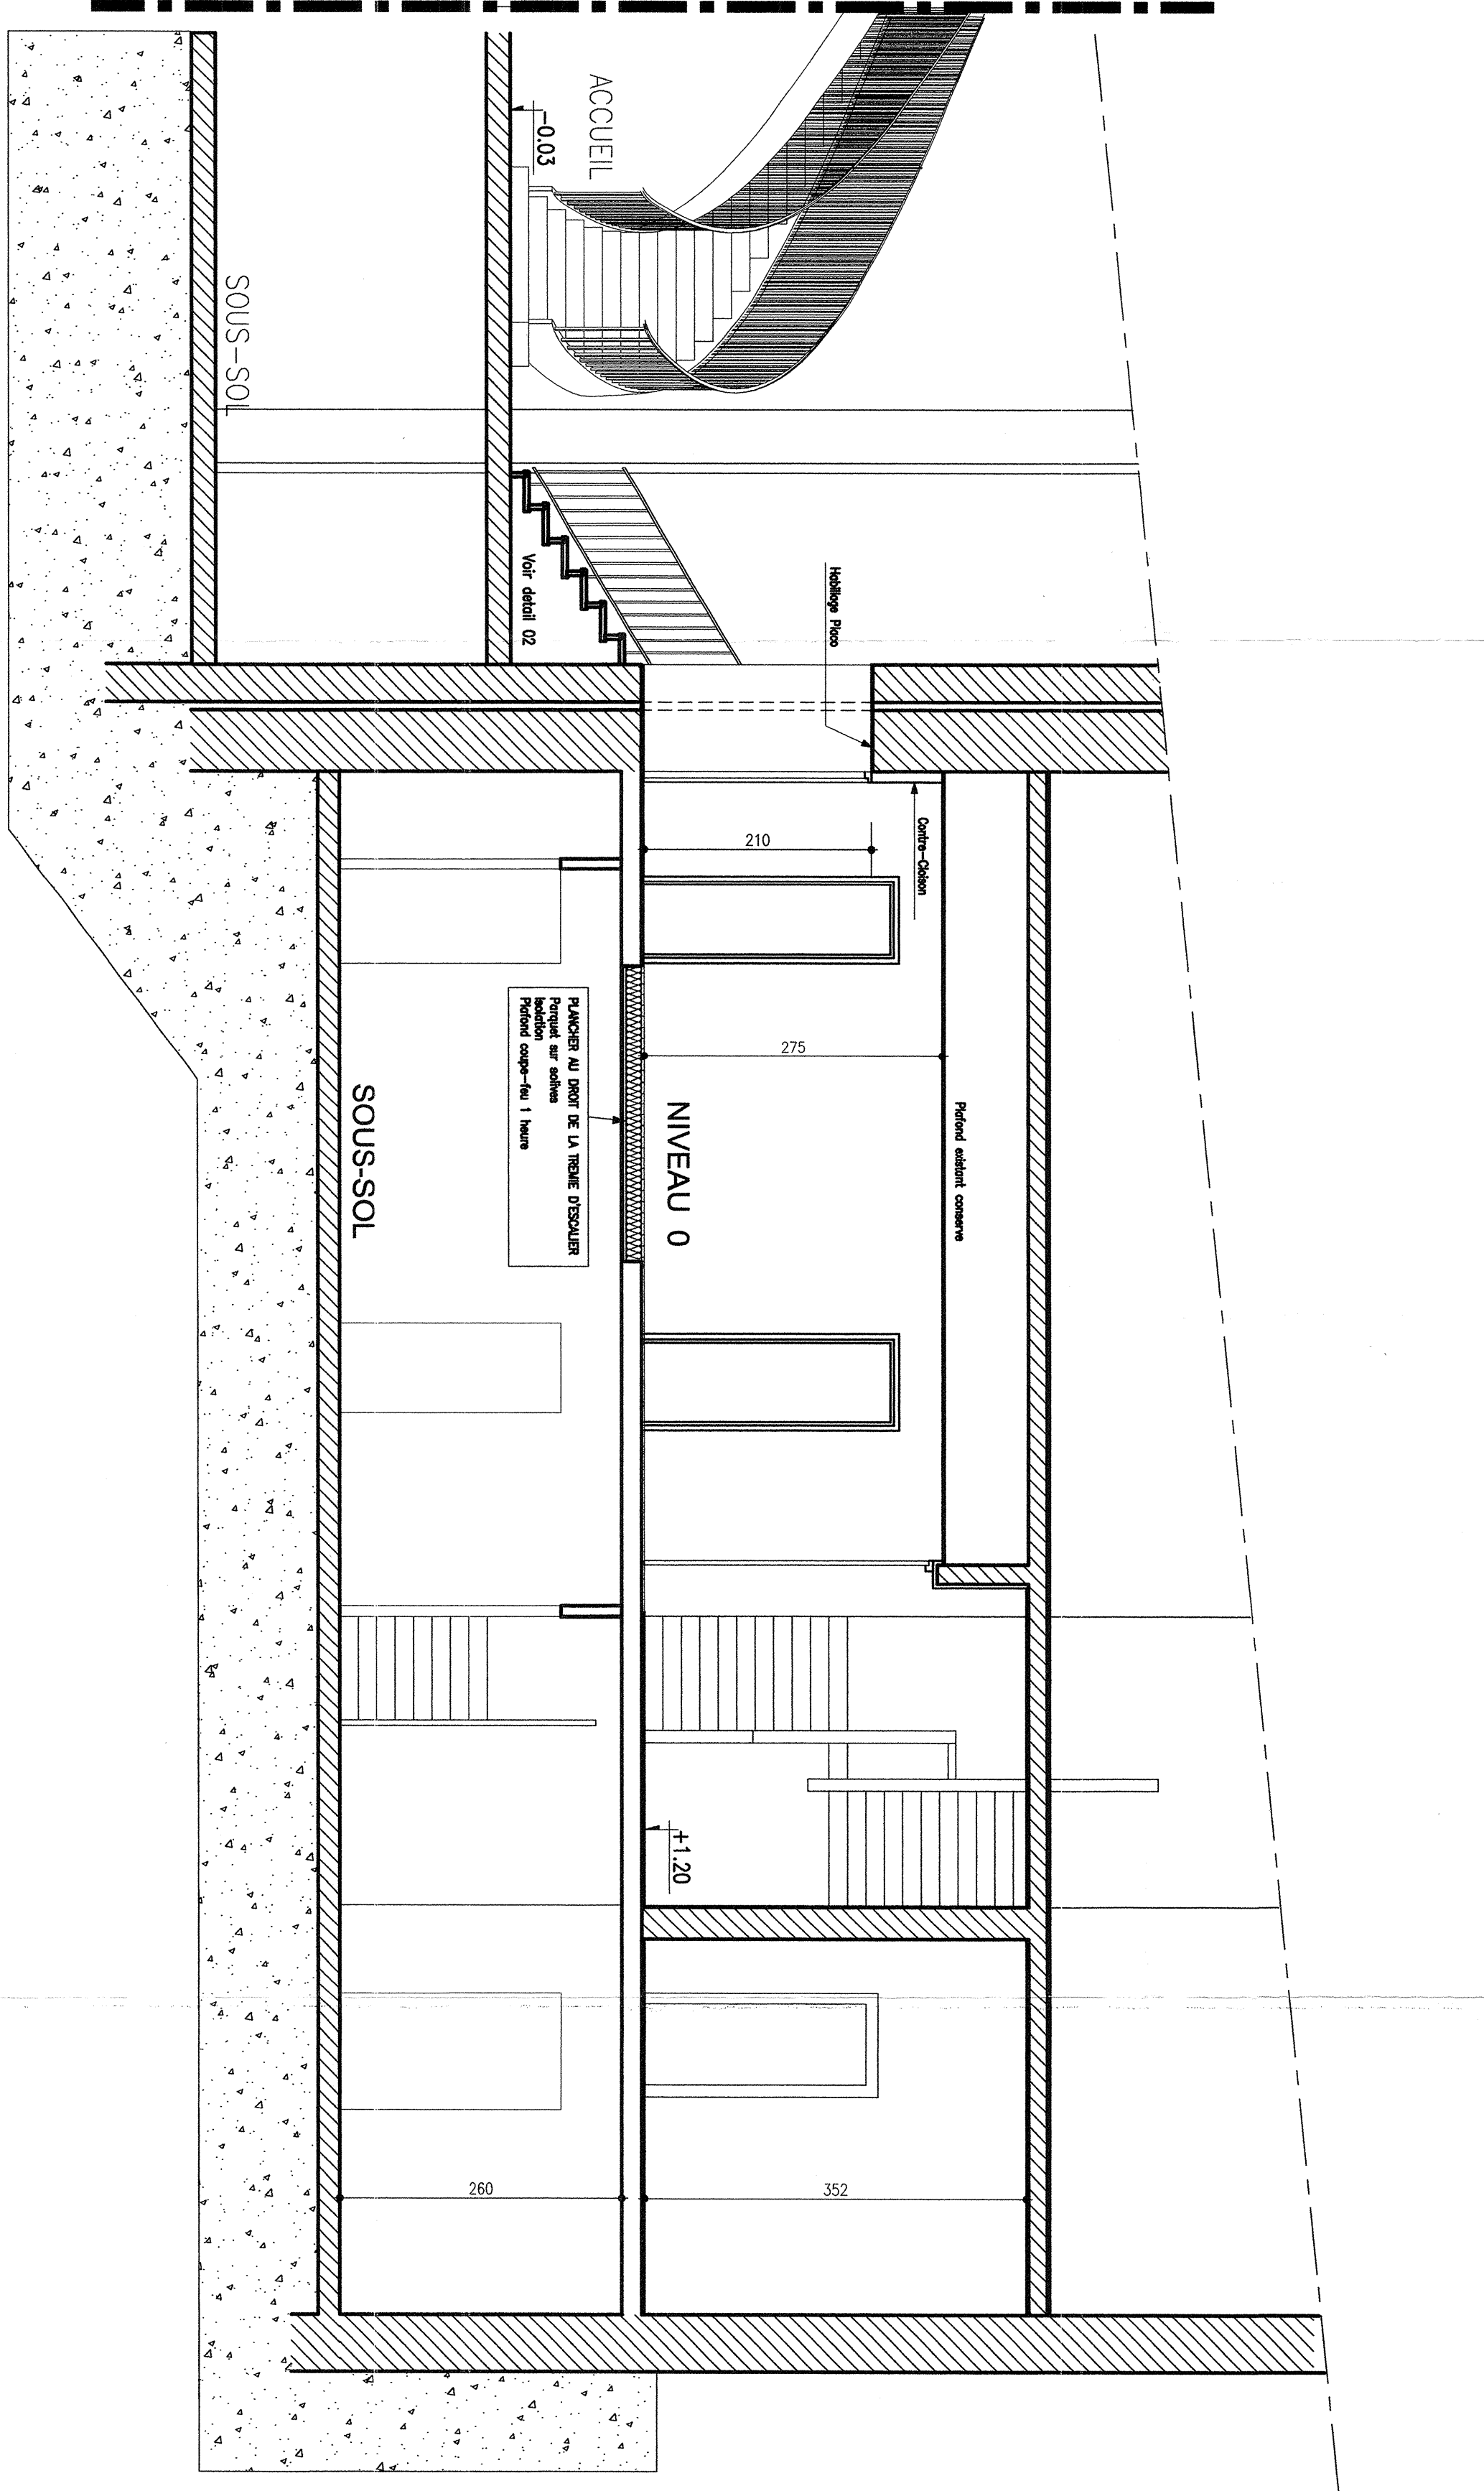 ACCUEIL
-0.03
SOUS-SOL
Voir detail 02
Habillage Placo
Contre-Cloison
210
275
Plafond existant conserve
NIVEAU 0
PLANCHER AU DROIT DE LA TREMIE D'ESCALIER
Parquet sur solives
Isolation
Plafond coupe-feu 1 heure
SOUS-SOL
+1.20
260
352